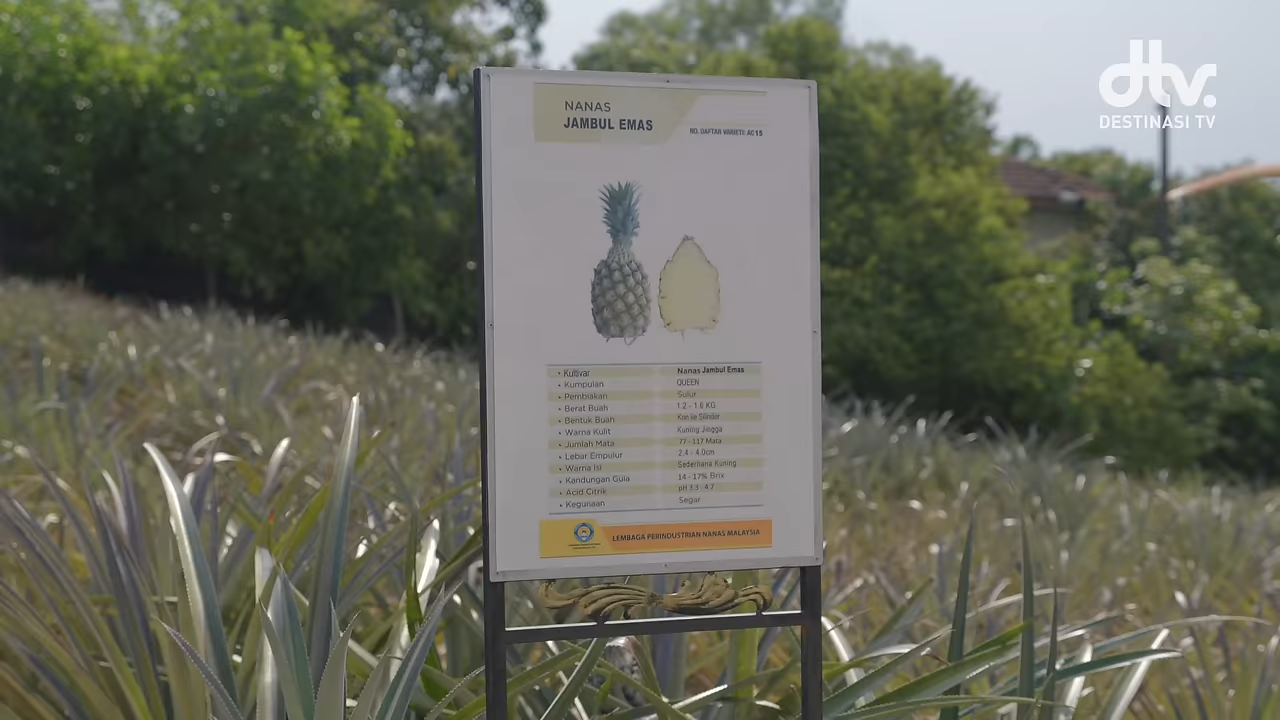 dtv.
DESTINASI TV
NANAS
JAMBUL EMAS
NO. DAFTAR VARIETI: AC 15
• Kultivar Nanas Jambul Emas
• Kumpulan QUEEN
• Pembiakan Sulur
• Berat Buah 1.2 - 1.6 KG
• Bentuk Buah Kon ke Silinder
• Warna Kulit Kuning Jingga
• Jumlah Mata 77 - 117 Mata
• Lebar Empulur 2.4 - 4.0cm
• Warna Isi Sederhana Kuning
• Kandungan Gula 14 - 17% Brix
• Acid Citrik pH 3.3 - 4.7
• Kegunaan Segar
LEMBAGA PERINDUSTRIAN NANAS MALAYSIA